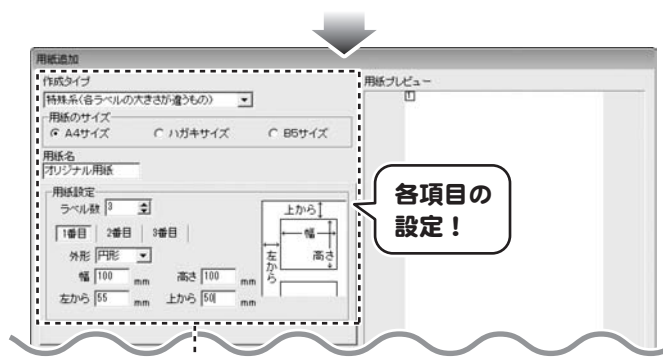 用紙追加
作成タイプ
特殊系(各ラベルの大きさが違うもの)
用紙のサイズ
A4サイズ ハガキサイズ B5サイズ
用紙名
オリジナル用紙
用紙設定
ラベル数 3
1番目 2番目 3番目
外形 円形
幅 100 mm 高さ 100 mm
左から 55 mm 上から 50 mm
上から
幅
高さ
左から
用紙プレビュー
1
各項目の
設定!